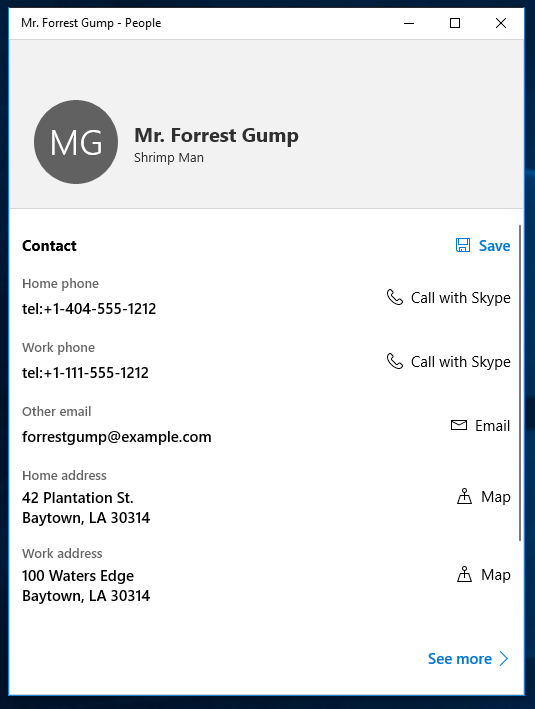 Mr. Forrest Gump - People
MG
Mr. Forrest Gump
Shrimp Man
Contact
Save
Home phone
tel:+1-404-555-1212
Call with Skype
Work phone
tel:+1-111-555-1212
Call with Skype
Other email
forrestgump@example.com
Email
Home address
42 Plantation St.
Baytown, LA 30314
Map
Work address
100 Waters Edge
Baytown, LA 30314
Map
See more